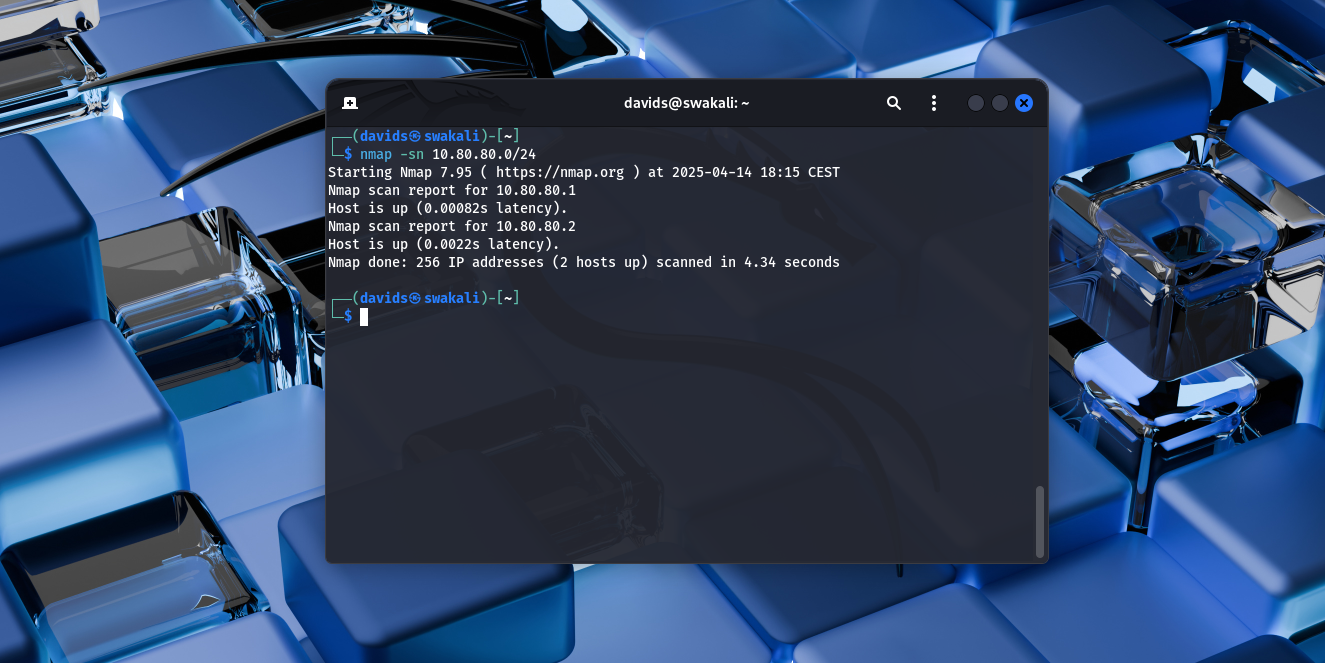 davids@swakali: ~
┌──(davids㉿swakali)-[~]
└─$ nmap -sn 10.80.80.0/24
Starting Nmap 7.95 ( https://nmap.org ) at 2025-04-14 18:15 CEST
Nmap scan report for 10.80.80.1
Host is up (0.00082s latency).
Nmap scan report for 10.80.80.2
Host is up (0.0022s latency).
Nmap done: 256 IP addresses (2 hosts up) scanned in 4.34 seconds
┌──(davids㉿swakali)-[~]
└─$